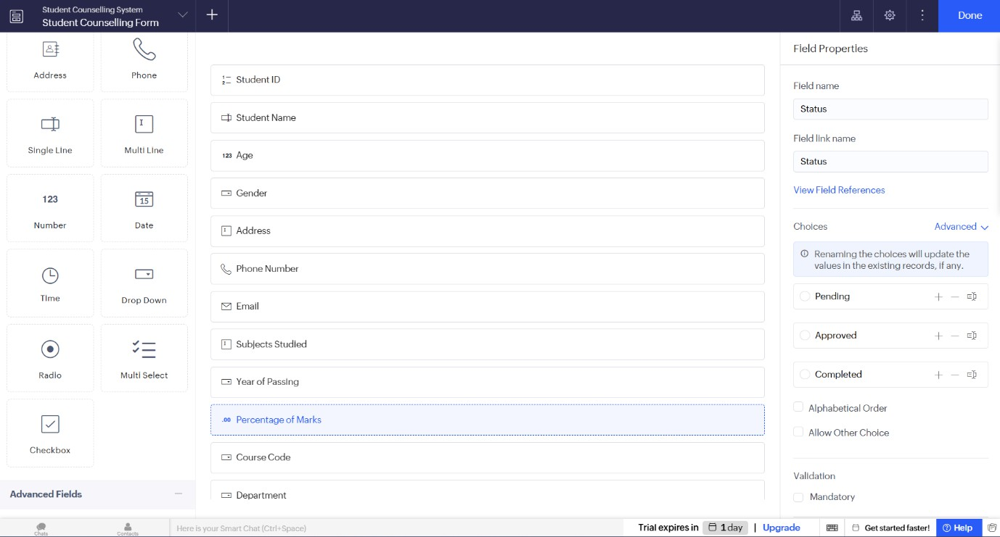 Student Counselling System
Student Counselling Form
Done
Address
Phone
Single Line
Multi Line
123
Number
15
Date
Time
Drop Down
Radio
Multi Select
Checkbox
Advanced Fields
Student ID
Student Name
123 Age
Gender
Address
Phone Number
Email
Subjects Studied
Year of Passing
.00 Percentage of Marks
Course Code
Department
Field Properties
Field name
Status
Field link name
Status
View Field References
Choices
Advanced
Renaming the choices will update the
values in the existing records, if any.
Pending
Approved
Completed
Alphabetical Order
Allow Other Choice
Validation
Mandatory
Chats
Contacts
Here is your Smart Chat (Ctrl+Space)
Trial expires in 1 day | Upgrade
Get started faster!
Help